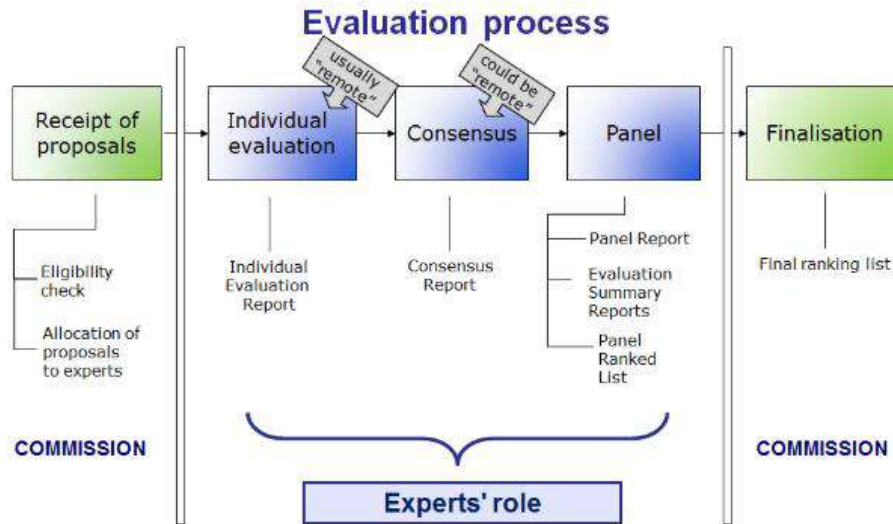 Evaluation process
usually
"remote"
could be
"remote"
Receipt of
proposals
Individual
evaluation
Consensus
Panel
Finalisation
Eligibility
check
Allocation of
proposals
to experts
Individual
Evaluation
Report
Consensus
Report
Panel Report
Evaluation
Summary
Reports
Panel
Ranked
List
Final ranking list
COMMISSION
COMMISSION
Experts' role